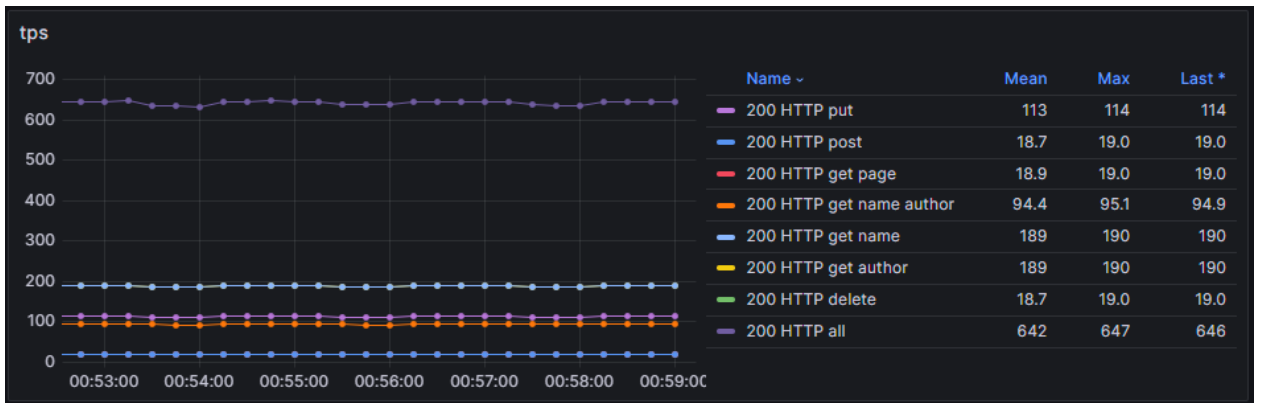 tps
700
600
500
400
300
200
100
0
00:53:00 00:54:00 00:55:00 00:56:00 00:57:00 00:58:00 00:59:00
Name Mean Max Last *
200 HTTP put 113 114 114
200 HTTP post 18.7 19.0 19.0
200 HTTP get page 18.9 19.0 19.0
200 HTTP get name author 94.4 95.1 94.9
200 HTTP get name 189 190 190
200 HTTP get author 189 190 190
200 HTTP delete 18.7 19.0 19.0
200 HTTP all 642 647 646